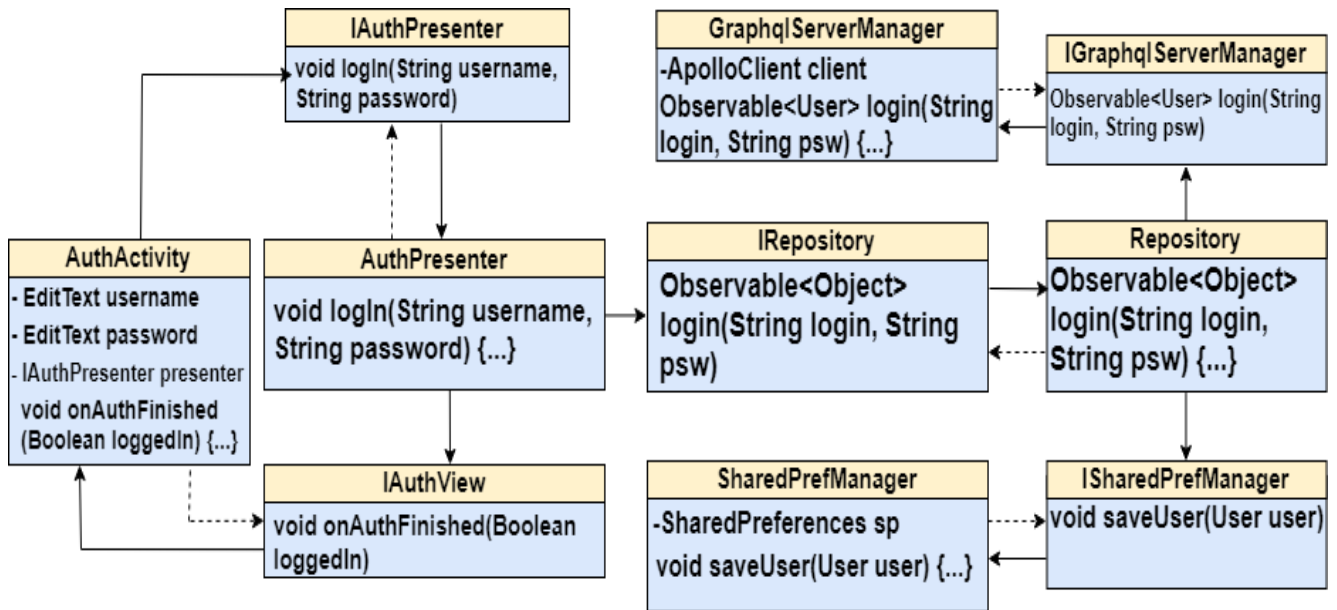 IAuthPresenter
void logIn(String username,
String password)
GraphqlServerManager
-ApolloClient client
Observable<User> login(String
login, String psw) {...}
IGraphqlServerManager
Observable<User> login(String
login, String psw)
AuthActivity
- EditText username
- EditText password
- IAuthPresenter presenter
void onAuthFinished
(Boolean loggedIn) {...}
AuthPresenter
void logIn(String username,
String password) {...}
IRepository
Observable<Object>
login(String login, String
psw)
Repository
Observable<Object>
login(String login,
String psw) {...}
IAuthView
void onAuthFinished(Boolean
loggedIn)
SharedPrefManager
-SharedPreferences sp
void saveUser(User user) {...}
ISharedPrefManager
void saveUser(User user)